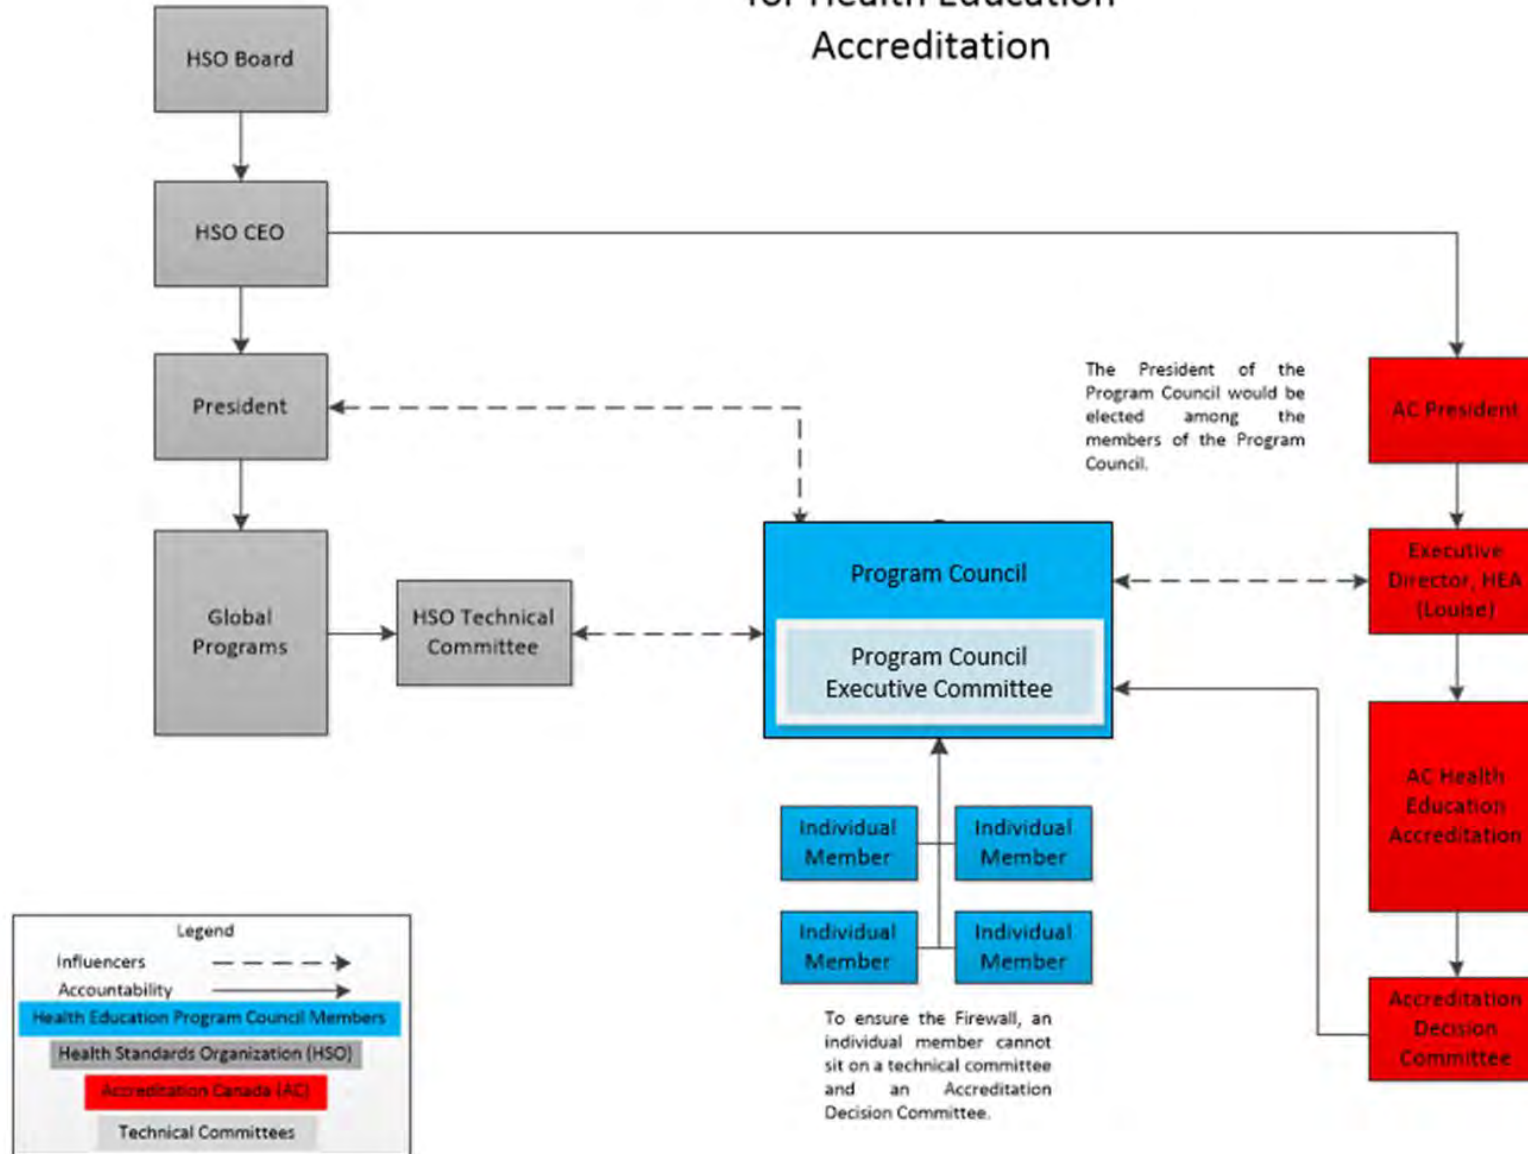 for Health Education
Accreditation
HSO Board
HSO CEO
President
The President of the
Program Council would be
elected among the
members of the Program
Council.
AC President
Program Council
Executive
Director, HEA
(Louise)
Global
Programs
HSO Technical
Committee
Program Council
Executive Committee
AC Health
Education
Accreditation
Individual
Member
Individual
Member
Individual
Member
Individual
Member
To ensure the Firewall, an
individual member cannot
sit on a technical committee
and an Accreditation
Decision Committee.
Accreditation
Decision
Committee
Legend
Influencers
Accountability
Health Education Program Council Members
Health Standards Organization (HSO)
Accreditation Canada (AC)
Technical Committees